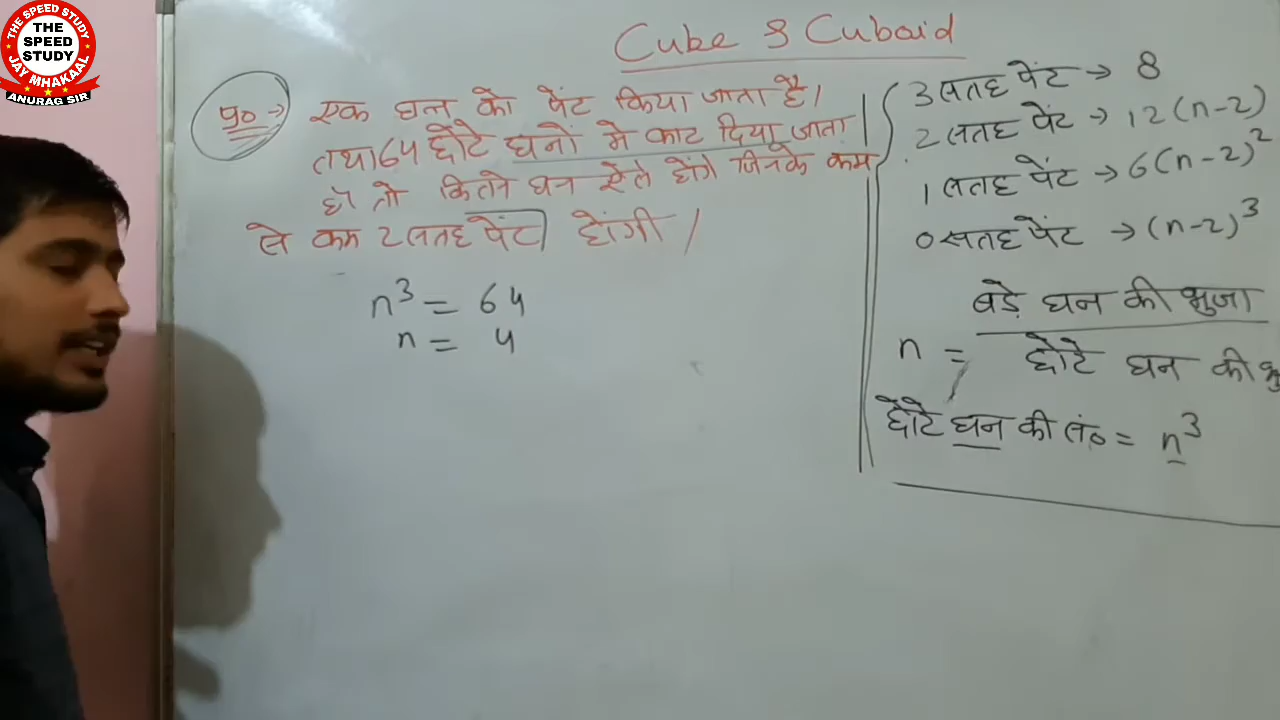 THE SPEED STUDY
THE
SPEED
STUDY
JAY MHAKAAL
ANURAG SIR
Cube & Cuboid
प्र०→ एक घन को पेंट किया जाता है।
तथा 64 छोटे घनो मे काट दिया जाता
हो तो कितने घन ऐसे होंगे जिनके कम
से कम 2 सतह पेंट होंगी।
n³ = 64
n = 4
3 सतह पेंट → 8
2 सतह पेंट → 12(n-2)
1 सतह पेंट → 6(n-2)²
0 सतह पेंट → (n-2)³
बड़े घन की भुजा
n = छोटे घन की
छोटे घन की सं० = n³